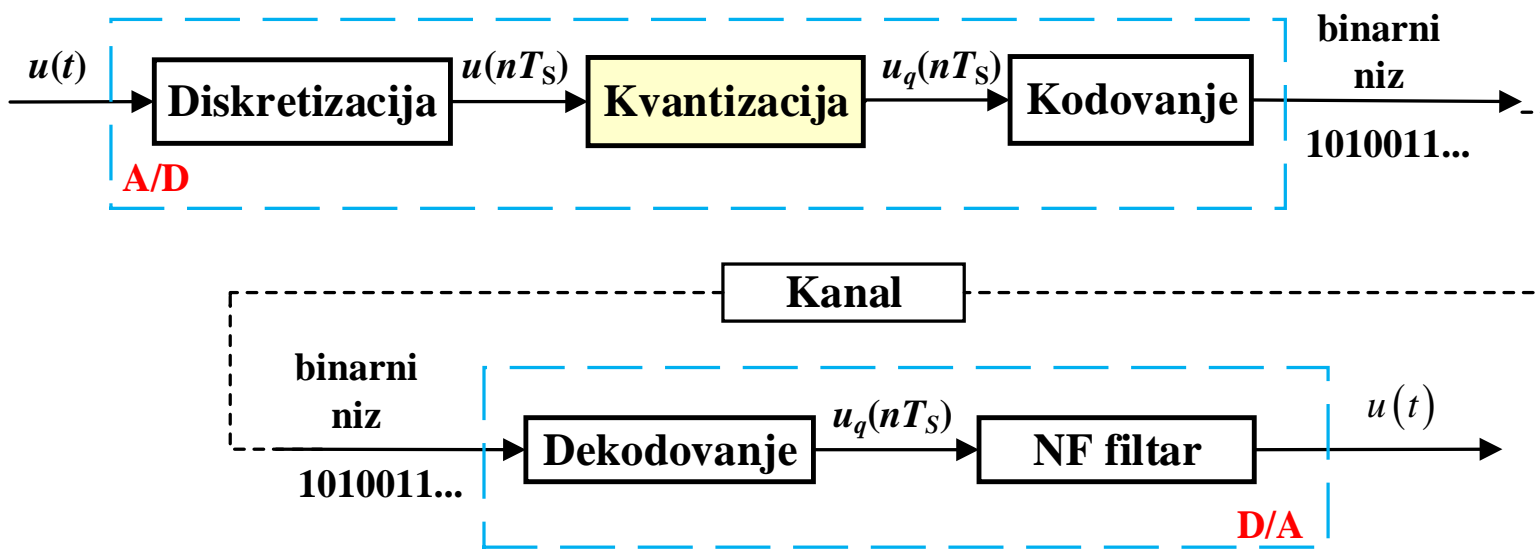 u(t)
Diskretizacija
u(nT_S)
Kvantizacija
u_q(nT_S)
Kodovanje
binarni
niz
1010011...
A/D
Kanal
binarni
niz
1010011...
Dekodovanje
u_q(nT_S)
NF filtar
u(t)
D/A